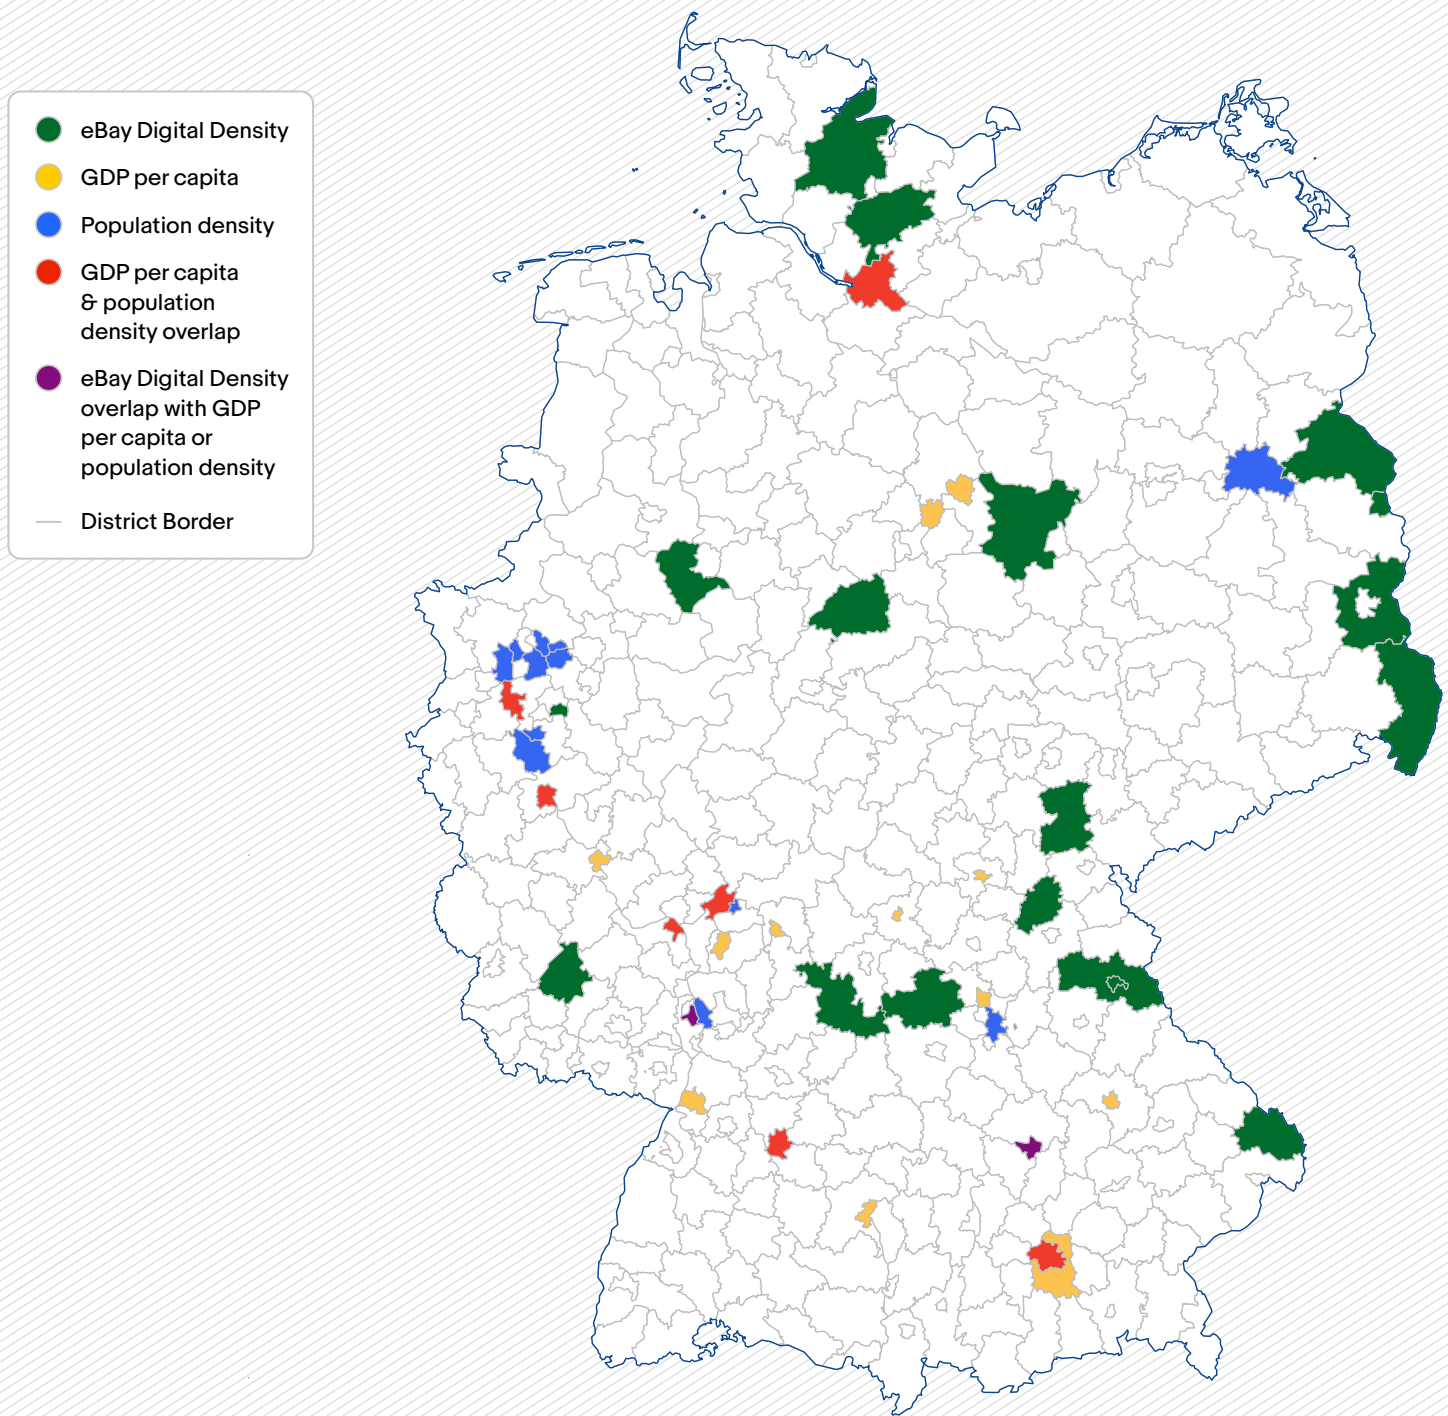 eBay Digital Density
GDP per capita
Population density
GDP per capita
& population
density overlap
eBay Digital Density
overlap with GDP
per capita or
population density
District Border